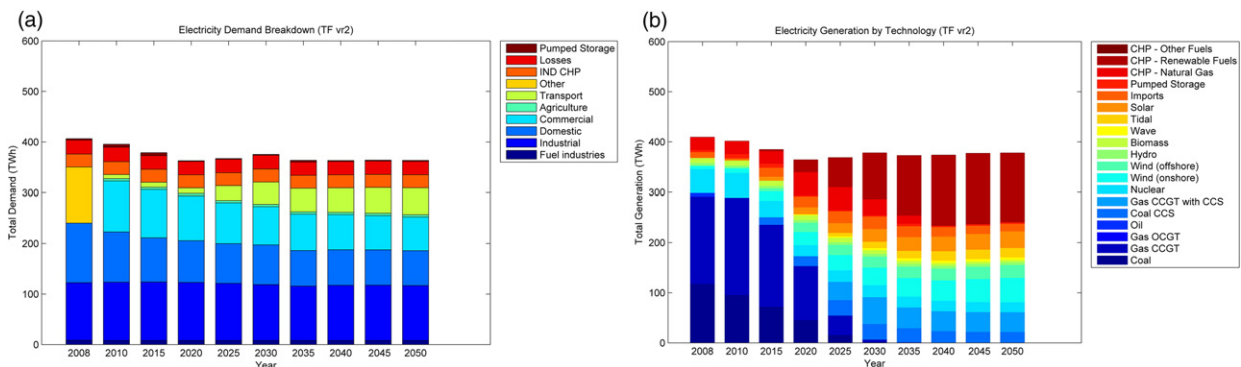 (a)
Electricity Demand Breakdown (TF vr2)
600
500
400
300
200
100
0
Total Demand (TWh)
2008 2010 2015 2020 2025 2030 2035 2040 2045 2050
Year
Pumped Storage
Losses
IND CHP
Other
Transport
Agriculture
Commercial
Domestic
Industrial
Fuel industries
(b)
Electricity Generation by Technology (TF vr2)
600
500
400
300
200
100
0
Total Generation (TWh)
2008 2010 2015 2020 2025 2030 2035 2040 2045 2050
Year
CHP - Other Fuels
CHP - Renewable Fuels
CHP - Natural Gas
Pumped Storage
Imports
Solar
Tidal
Wave
Biomass
Hydro
Wind (offshore)
Wind (onshore)
Nuclear
Gas CCGT with CCS
Coal CCS
Oil
Gas OCGT
Gas CCGT
Coal